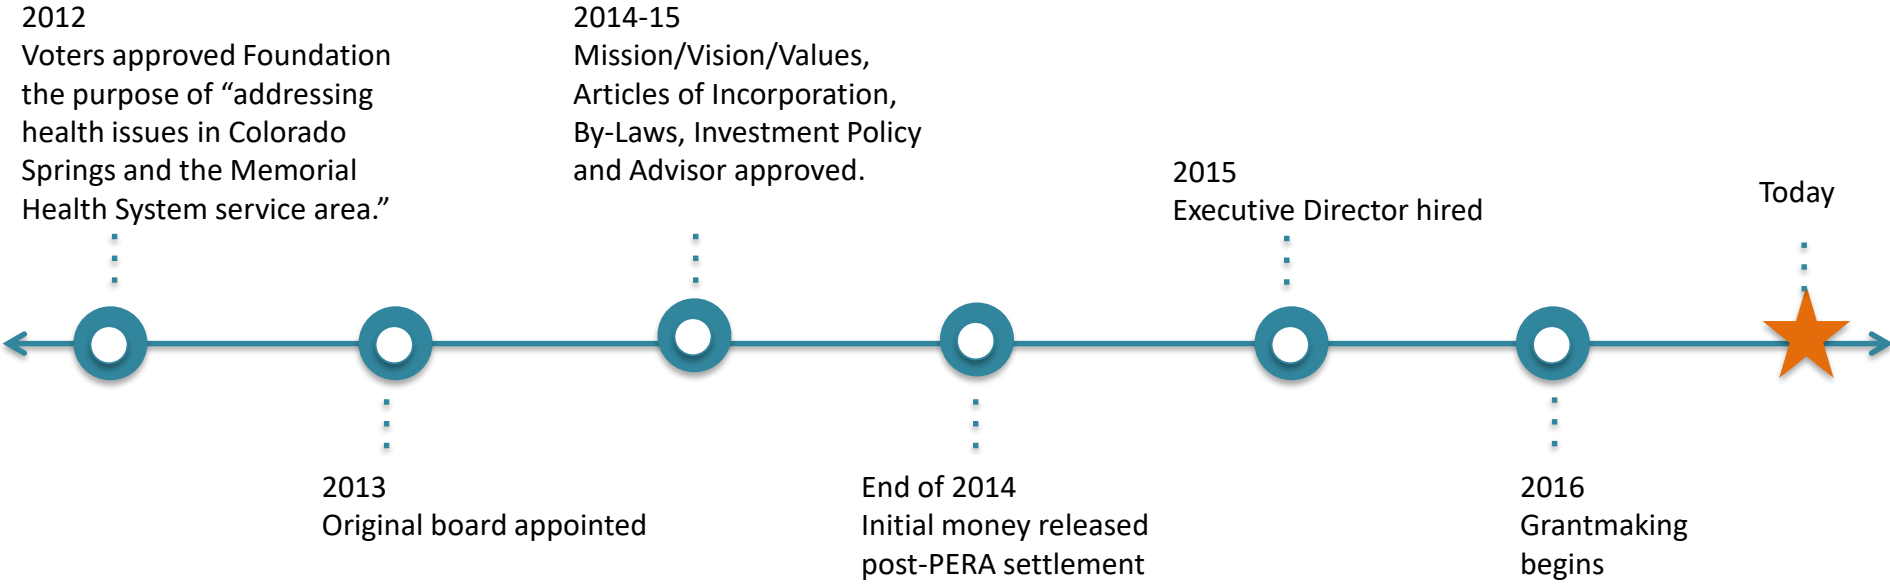 2012
Voters approved Foundation
the purpose of “addressing
health issues in Colorado
Springs and the Memorial
Health System service area.”
2013
Original board appointed
2014-15
Mission/Vision/Values,
Articles of Incorporation,
By-Laws, Investment Policy
and Advisor approved.
End of 2014
Initial money released
post-PERA settlement
2015
Executive Director hired
2016
Grantmaking
begins
Today